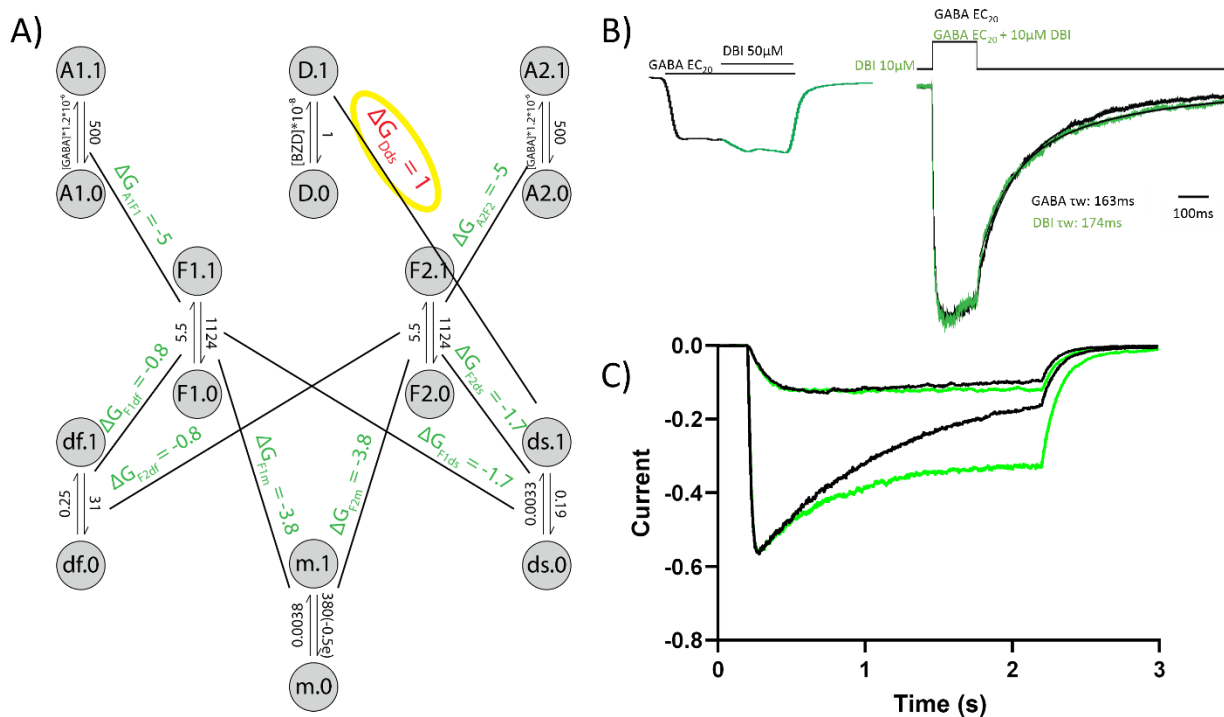 A)
A1.1
D.1
A2.1
[GABA]*1.2*10⁻⁶
500
[BZD]*10^8
1
ΔG_Dds = 1
[GABA]*1.2*10⁻⁶
500
A1.0
D.0
A2.0
ΔG_A1F1 = -5
ΔG_A2F2 = -5
F1.1
F2.1
5.5
1124
5.5
1124
F1.0
F2.0
ΔG_F1df = -0.8
ΔG_F2df = -0.8
ΔG_F2ds = -1.7
ΔG_F1ds = -1.7
df.1
ds.1
0.25
31
0.0033
0.19
ΔG_F1m = -3.8
ΔG_F2m = -3.8
df.0
m.1
ds.0
0.0038
380(-0.5e)
m.0
B)
DBI 50µM
GABA EC₂₀
GABA EC₂₀
GABA EC₂₀ + 10µM DBI
DBI 10µM
GABA τw: 163ms
DBI τw: 174ms
100ms
C)
0.0
-0.2
-0.4
-0.6
-0.8
Current
0
1
2
3
Time (s)